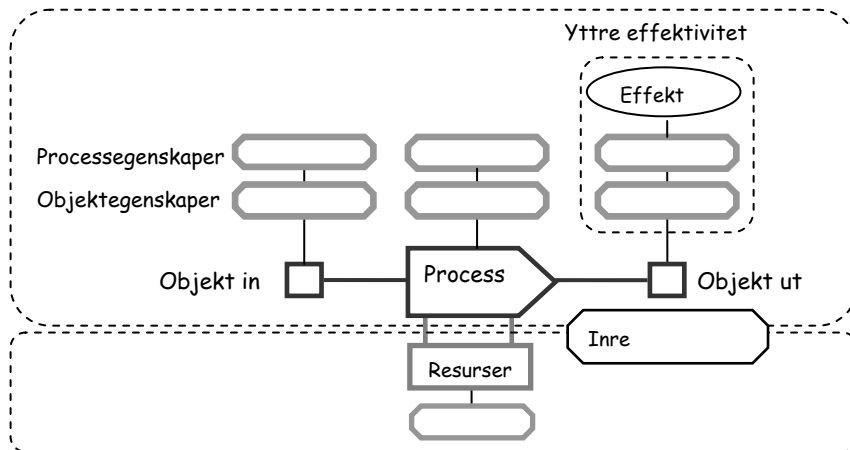 Yttre effektivitet
Effekt
Processegenskaper
Objektegenskaper
Objekt in
Process
Objekt ut
Inre
Resurser